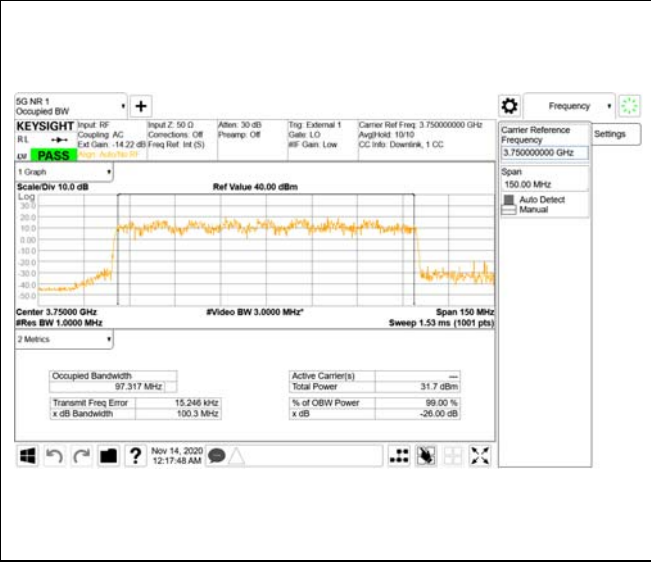 5G NR 1
Occupied BW
Frequency
KEYSIGHT
Input: RF
Coupling: AC
Ext Gain: -14.22 dB
Align: Auto/No RF
Input Z: 50 Ω
Corrections: Off
Freq Ref: Int (S)
Atten: 30 dB
Preamp: Off
Trig: External 1
Gate: LO
#IF Gain: Low
Carrier Ref Freq: 3.750000000 GHz
Avg|Hold: 10/10
CC Info: Downlink, 1 CC
R L
PASS
Carrier Reference
Frequency
3.750000000 GHz
Settings
Span
150.00 MHz
Auto Detect
Manual
1 Graph
Scale/Div 10.0 dB
Ref Value 40.00 dBm
Log
30.0
20.0
10.0
0.00
-10.0
-20.0
-30.0
-40.0
-50.0
Center 3.75000 GHz
#Video BW 3.0000 MHz*
Span 150 MHz
#Res BW 1.0000 MHz
Sweep 1.53 ms (1001 pts)
2 Metrics
Occupied Bandwidth
97.317 MHz
Active Carrier(s) —
Total Power 31.7 dBm
Transmit Freq Error 15.246 kHz
x dB Bandwidth 100.3 MHz
% of OBW Power 99.00 %
x dB -26.00 dB
?
Nov 14, 2020
12:17:48 AM